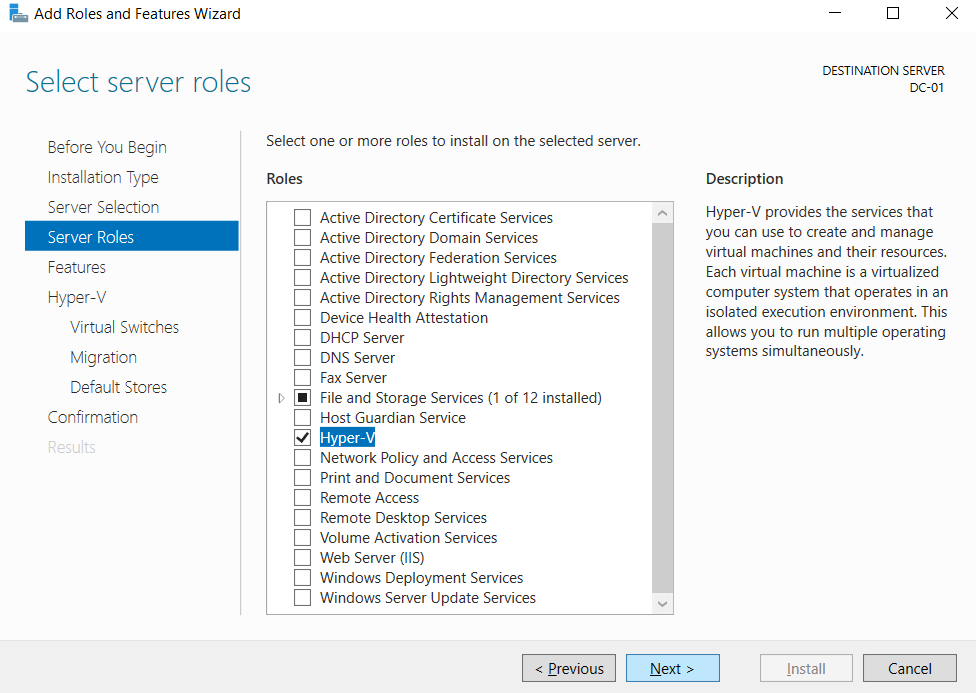 Add Roles and Features Wizard
Select server roles
DESTINATION SERVER
DC-01
Before You Begin
Installation Type
Server Selection
Server Roles
Features
Hyper-V
Virtual Switches
Migration
Default Stores
Confirmation
Results
Select one or more roles to install on the selected server.
Roles
Active Directory Certificate Services
Active Directory Domain Services
Active Directory Federation Services
Active Directory Lightweight Directory Services
Active Directory Rights Management Services
Device Health Attestation
DHCP Server
DNS Server
Fax Server
File and Storage Services (1 of 12 installed)
Host Guardian Service
Hyper-V
Network Policy and Access Services
Print and Document Services
Remote Access
Remote Desktop Services
Volume Activation Services
Web Server (IIS)
Windows Deployment Services
Windows Server Update Services
Description
Hyper-V provides the services that
you can use to create and manage
virtual machines and their resources.
Each virtual machine is a virtualized
computer system that operates in an
isolated execution environment. This
allows you to run multiple operating
systems simultaneously.
< Previous
Next >
Install
Cancel